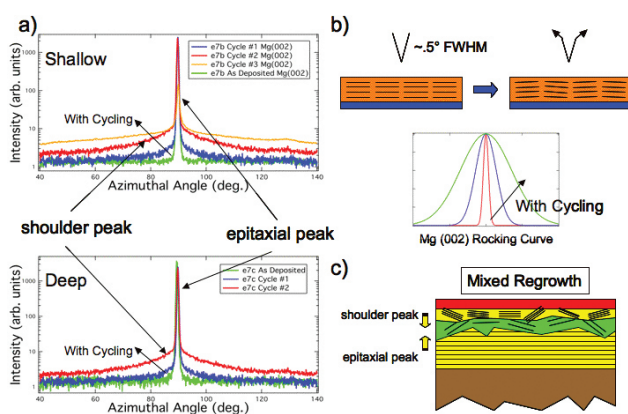 a)
Shallow
e7b Cycle #1 Mg(002)
e7b Cycle #2 Mg(002)
e7b Cycle #3 Mg(002)
e7b As Deposited Mg(002)
With Cycling
Intensity (arb. units)
1000
100
10
1
40 60 80 100 120 140
Azimuthal Angle (deg.)
shoulder peak
epitaxial peak
Deep
e7c As Deposited
e7c Cycle #1
e7c Cycle #2
With Cycling
Intensity (arb. units)
1000
100
10
1
40 60 80 100 120 140
Azimuthal Angle (deg.)
b)
~.5° FWHM
With Cycling
Mg (002) Rocking Curve
c)
Mixed Regrowth
shoulder peak
epitaxial peak